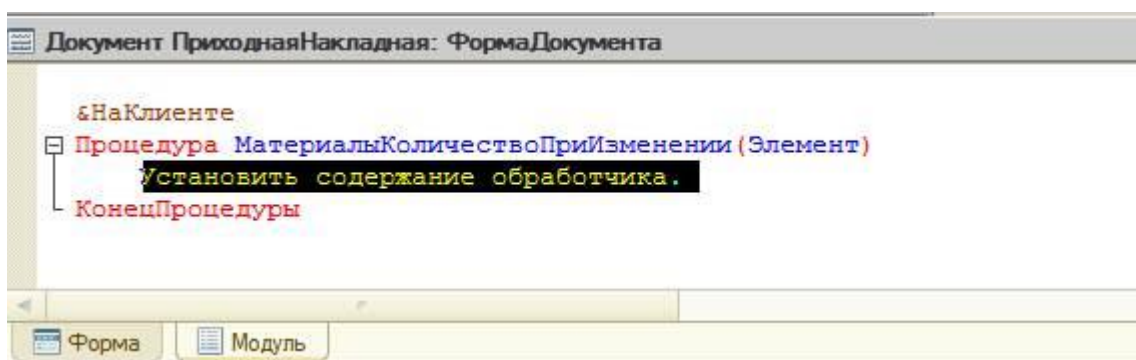 Документ ПриходнаяНакладная: ФормаДокумента
&НаКлиенте
Процедура МатериалыКоличествоПриИзменении(Элемент)
Установить содержание обработчика.
КонецПроцедуры
Форма Модуль